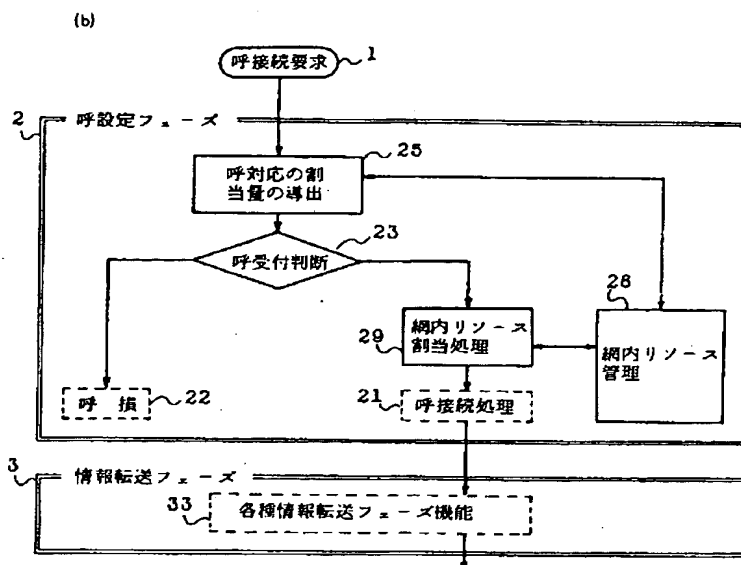 (b)
呼接続要求
1
2
呼設定フェーズ
25
呼対応の割
当量の導出
23
呼受付判断
28
網内リソース
割当処理
29
網内リソース
管理
呼 損
22
21
呼接続処理
3
情報転送フェーズ
33
各種情報転送フェーズ機能